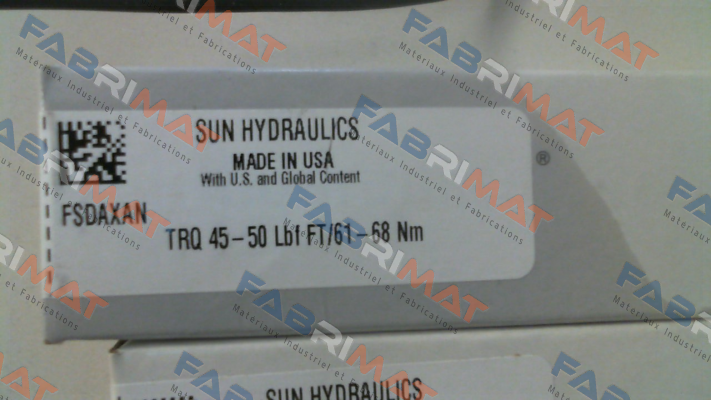 SUN HYDRAULICS
MADE IN USA
With U.S. and Global Content
FSDAXAN
TRQ 45-50 Lbf FT/61-68 Nm
®
SUN HYDRAULICS
FABRIMAT
Materiaux Industriel et Fabrications